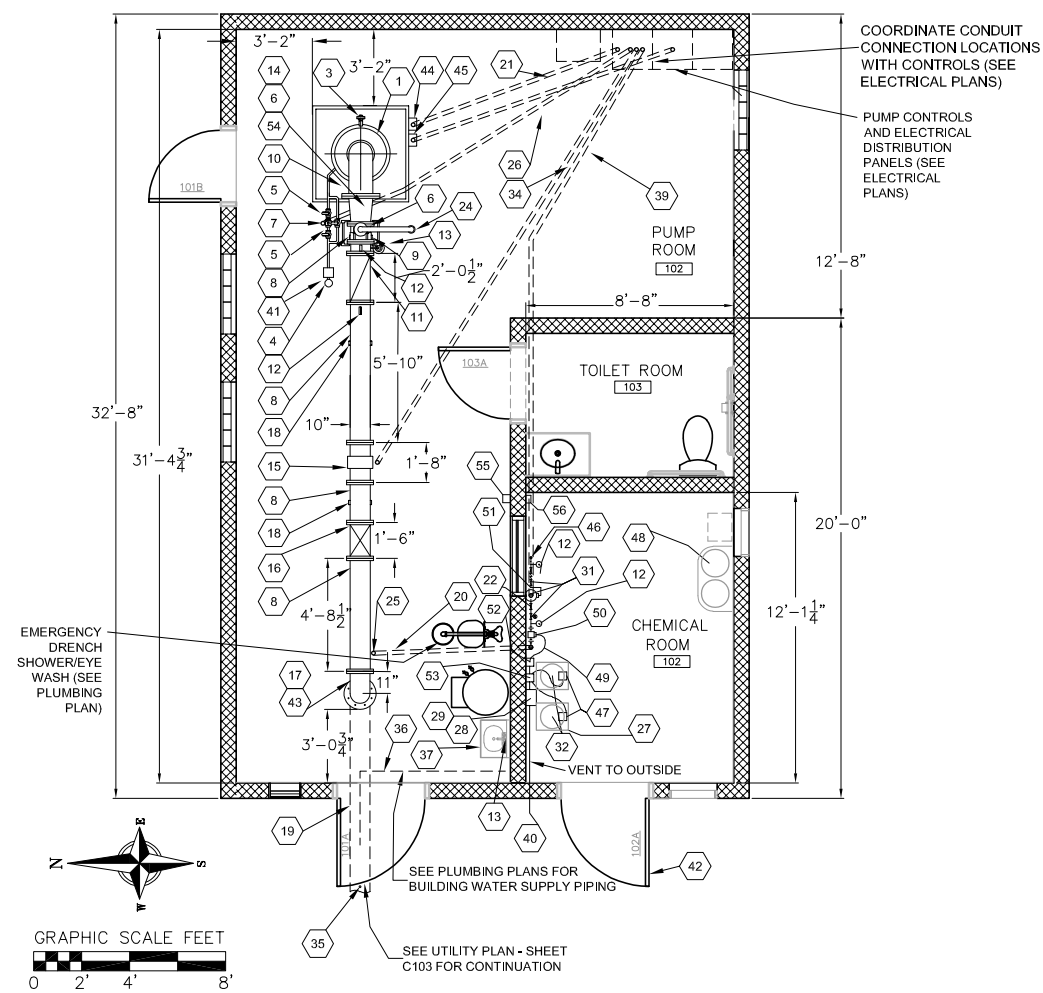 3'-2"
3'-2"
14
3
1
44
45
21
COORDINATE CONDUIT
CONNECTION LOCATIONS
WITH CONTROLS (SEE
ELECTRICAL PLANS)
6
54
PUMP CONTROLS
AND ELECTRICAL
DISTRIBUTION
PANELS (SEE
ELECTRICAL
PLANS)
10
101B
26
34
39
5
6
24
7
13
PUMP
ROOM
102
5
9
2'-0 1/2"
12'-8"
8
12
8'-8"
41
11
4
5'-10"
12
103A
TOILET ROOM
103
8
32'-8"
18
10"
31'-4 3/4"
15
1'-8"
55
8
51
56
46
18
12
48
20'-0"
16
1'-6"
31
12
8
25
20
22
12'-1 1/4"
4'-8 1/2"
52
50
CHEMICAL
ROOM
102
EMERGENCY
DRENCH
SHOWER/EYE
WASH (SEE
PLUMBING
PLAN)
17
53
49
43
11"
29
28
47
27
36
32
3'-0 3/4"
37
VENT TO OUTSIDE
19
101A
13
40
102A
42
E
N
S
W
SEE PLUMBING PLANS FOR
BUILDING WATER SUPPLY PIPING
GRAPHIC SCALE FEET
35
SEE UTILITY PLAN - SHEET
C103 FOR CONTINUATION
0 2' 4' 8'